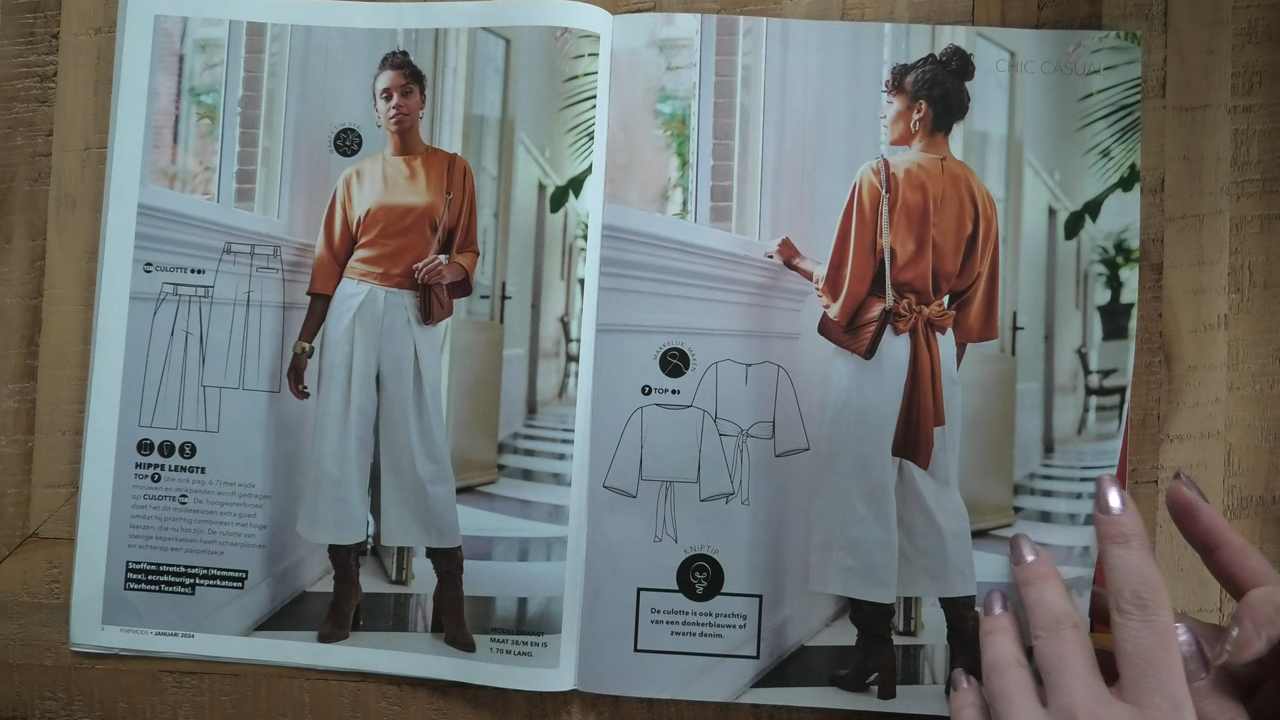 CHIC CASUAL
CULOTTE
HIPPE LENGTE
TOP 7 (zie ook pag. 6-7) met wijde
mouwen en strikbanden wordt gedragen
op CULOTTE De 'hoogwaterbroek'
doet het dit modeseizoen extra goed
omdat hij prachtig combineert met hoge
laarzen, die nu hot zijn. De culotte van
stevige keperkatoen heeft schaarplooien
en achterop een paspelzakje.
Stoffen: stretch-satijn (Hemmers
Itex), ecrukleurige keperkatoen
(Verhees Textiles).
KNIPMODE • JANUARI 2024
MODEL DRAAGT
MAAT 38/M EN IS
1.70 M LANG.
MAKKELIJK MAKEN
7 TOP
KNIPTIP
De culotte is ook prachtig
van een donkerblauwe of
zwarte denim.